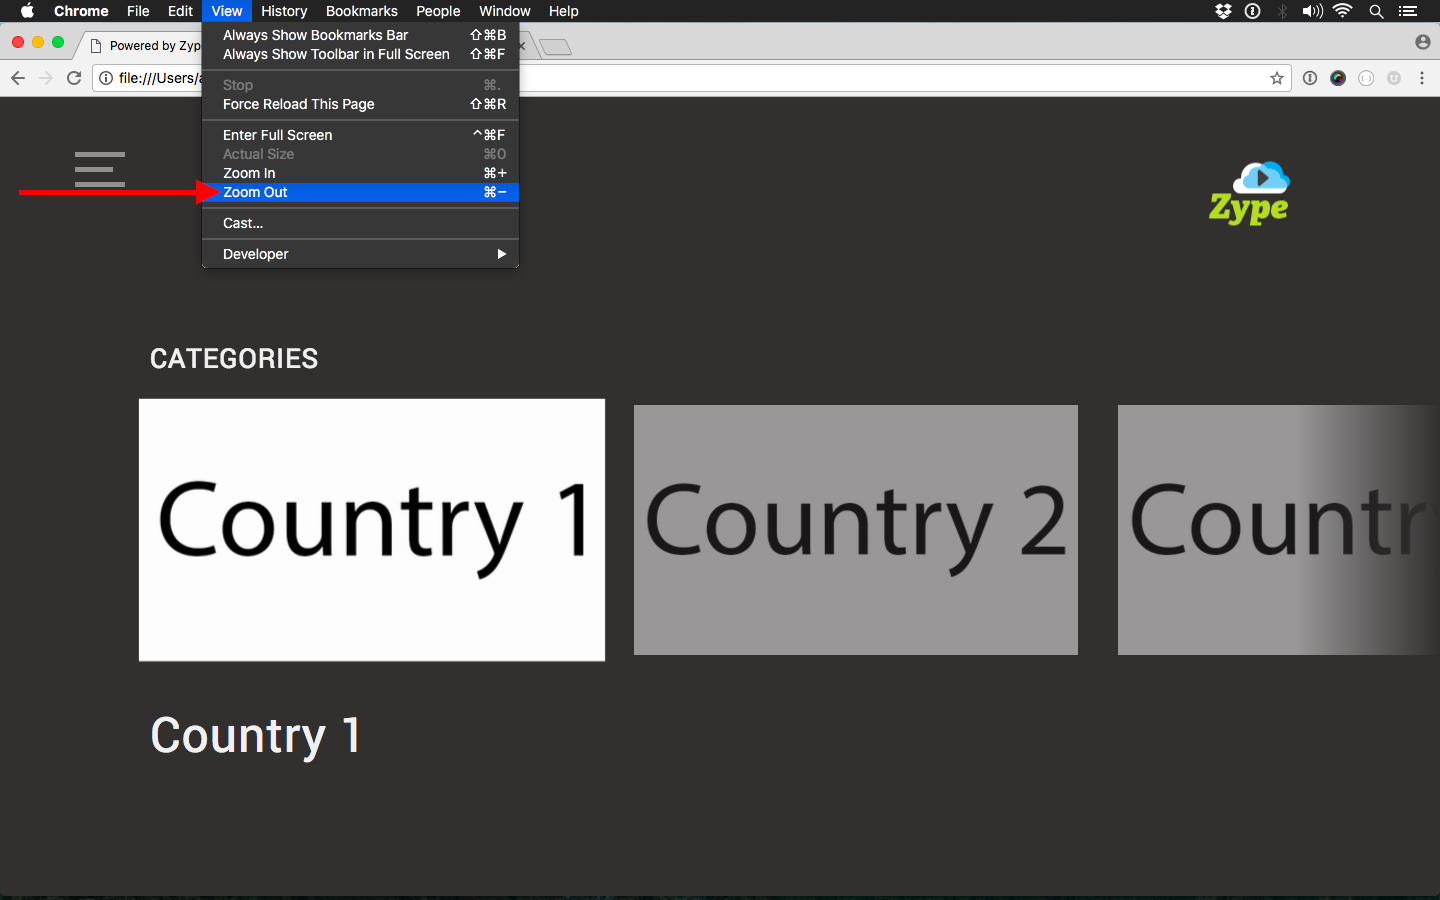 Chrome File Edit View History Bookmarks People Window Help
Powered by Zyp
file:///Users/
Always Show Bookmarks Bar ⇧⌘B
Always Show Toolbar in Full Screen ⇧⌘F
Stop ⌘.
Force Reload This Page ⇧⌘R
Enter Full Screen ^⌘F
Actual Size ⌘0
Zoom In ⌘+
Zoom Out ⌘−
Cast...
Developer ▶
Zype
CATEGORIES
Country 1
Country 2
Countr
Country 1